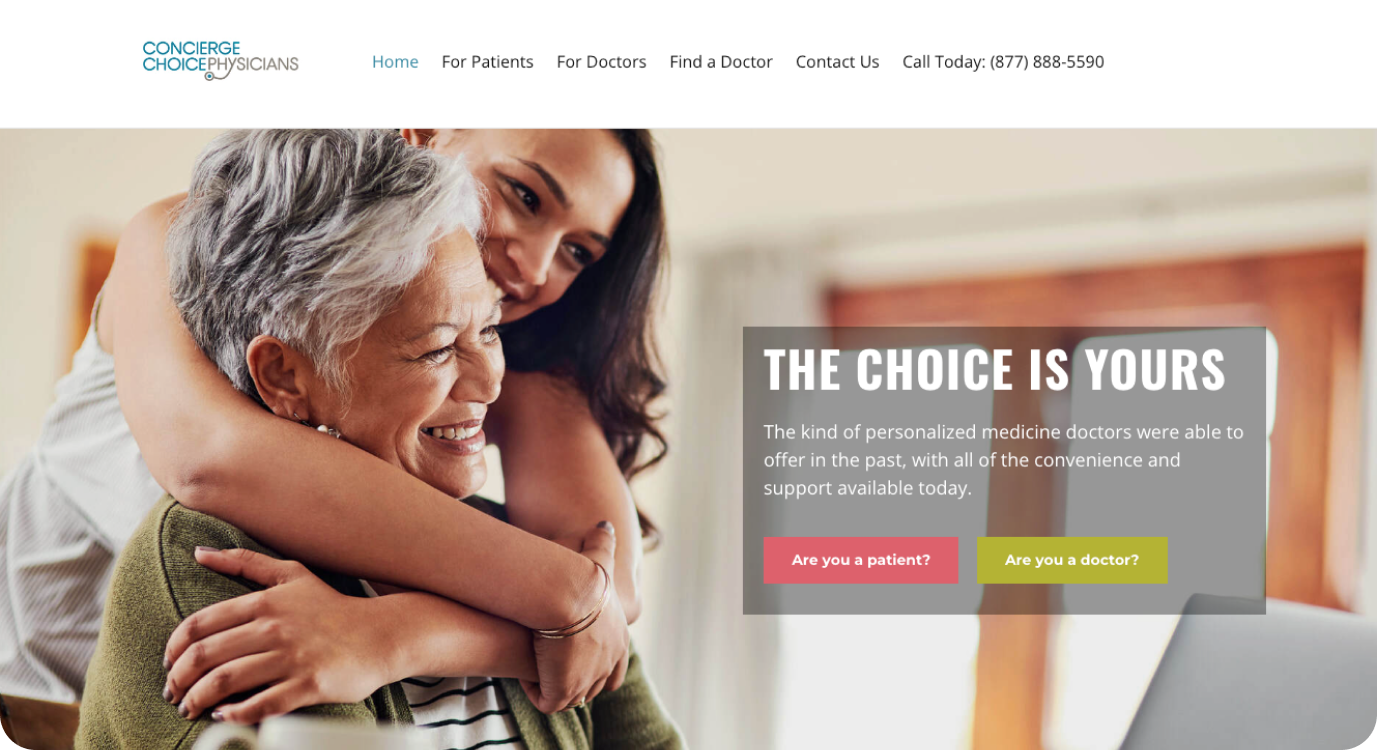 CONCIERGE
CHOICEPHYSICIANS
Home For Patients For Doctors Find a Doctor Contact Us Call Today: (877) 888-5590
THE CHOICE IS YOURS
The kind of personalized medicine doctors were able to
offer in the past, with all of the convenience and
support available today.
Are you a patient? Are you a doctor?